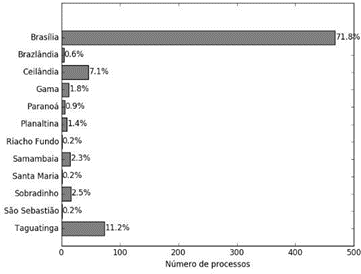 Brasília 71.8%
Brazlândia 0.6%
Ceilândia 7.1%
Gama 1.8%
Paranoá 0.9%
Planaltina 1.4%
Riacho Fundo 0.2%
Samambaia 2.3%
Santa Maria 0.2%
Sobradinho 2.5%
São Sebastião 0.2%
Taguatinga 11.2%
0 100 200 300 400 500
Número de processos